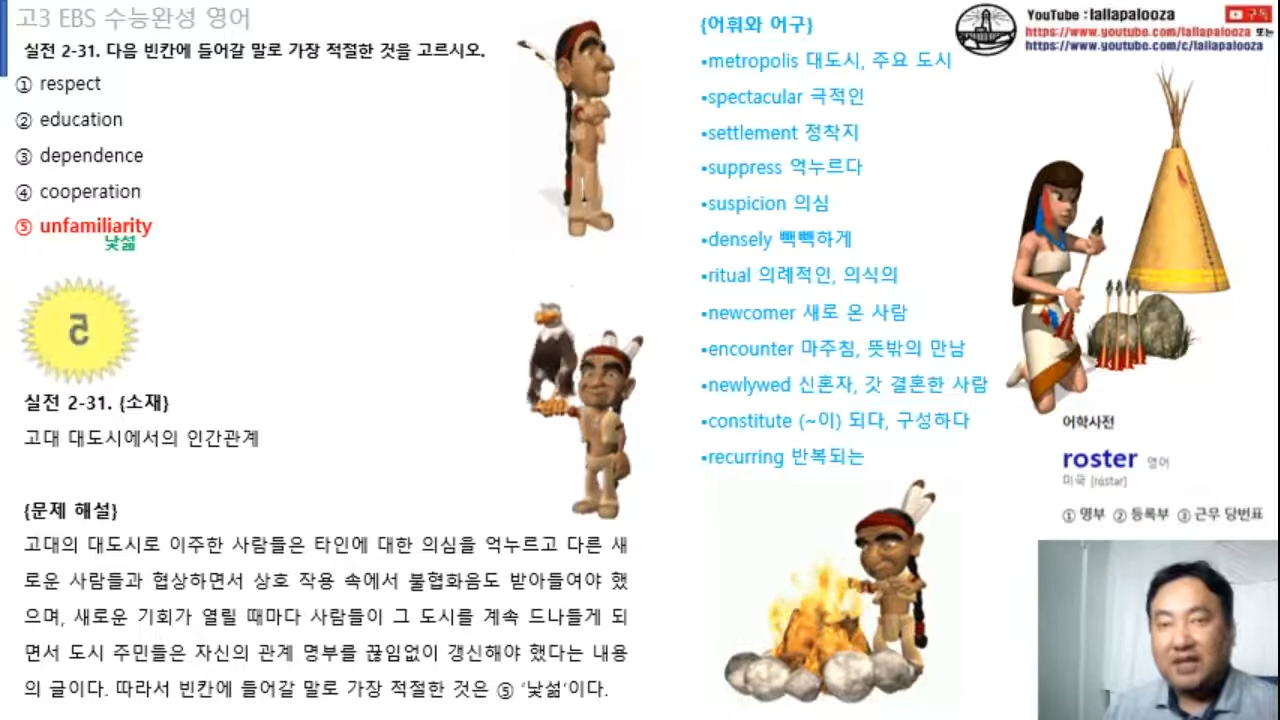 고3 EBS 수능완성 영어
실전 2-31. 다음 빈칸에 들어갈 말로 가장 적절한 것을 고르시오.
① respect
② education
③ dependence
④ cooperation
⑤ unfamiliarity
낯섦
5
실전 2-31. {소재}
고대 대도시에서의 인간관계
{문제 해설}
고대의 대도시로 이주한 사람들은 타인에 대한 의심을 억누르고 다른 새
로운 사람들과 협상하면서 상호 작용 속에서 불협화음도 받아들여야 했
으며, 새로운 기회가 열릴 때마다 사람들이 그 도시를 계속 드나들게 되
면서 도시 주민들은 자신의 관계 명부를 끊임없이 갱신해야 했다는 내용
의 글이다. 따라서 빈칸에 들어갈 말로 가장 적절한 것은 ⑤ ‘낯섦’이다.
{어휘와 어구}
•metropolis 대도시, 주요 도시
•spectacular 극적인
•settlement 정착지
•suppress 억누르다
•suspicion 의심
•densely 빽빽하게
•ritual 의례적인, 의식의
•newcomer 새로 온 사람
•encounter 마주침, 뜻밖의 만남
•newlywed 신혼자, 갓 결혼한 사람
•constitute (~이) 되다, 구성하다
•recurring 반복되는
YouTube : lallapalooza
구독
https://www.youtube.com/lallapalooza 또는
https://www.youtube.com/c/lallapalooza
어학사전
roster 영어
미국 [rɑ́stər]
① 명부 ② 등록부 ③ 근무 당번표